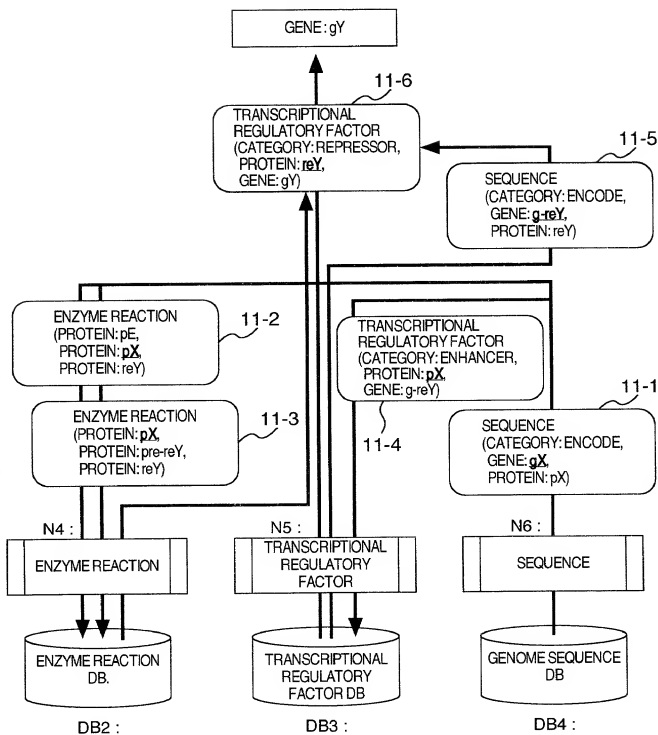 GENE: gY
11-6
TRANSCRIPTIONAL
REGULATORY FACTOR
(CATEGORY: REPRESSOR,
PROTEIN: reY,
GENE: gY)
11-5
SEQUENCE
(CATEGORY: ENCODE,
GENE: g-reY,
PROTEIN: reY)
ENZYME REACTION
(PROTEIN: pE,
PROTEIN: pX,
PROTEIN: reY)
11-2
TRANSCRIPTIONAL
REGULATORY FACTOR
(CATEGORY: ENHANCER,
PROTEIN: pX,
GENE: g-reY)
11-4
ENZYME REACTION
(PROTEIN: pX,
PROTEIN: pre-reY,
PROTEIN: reY)
11-3
11-1
SEQUENCE
(CATEGORY: ENCODE,
GENE: gX,
PROTEIN: pX)
N4 :
ENZYME REACTION
N5 :
TRANSCRIPTIONAL
REGULATORY
FACTOR
N6 :
SEQUENCE
ENZYME REACTION
DB.
TRANSCRIPTIONAL
REGULATORY
FACTOR DB
GENOME SEQUENCE
DB
DB2 :
DB3 :
DB4 :